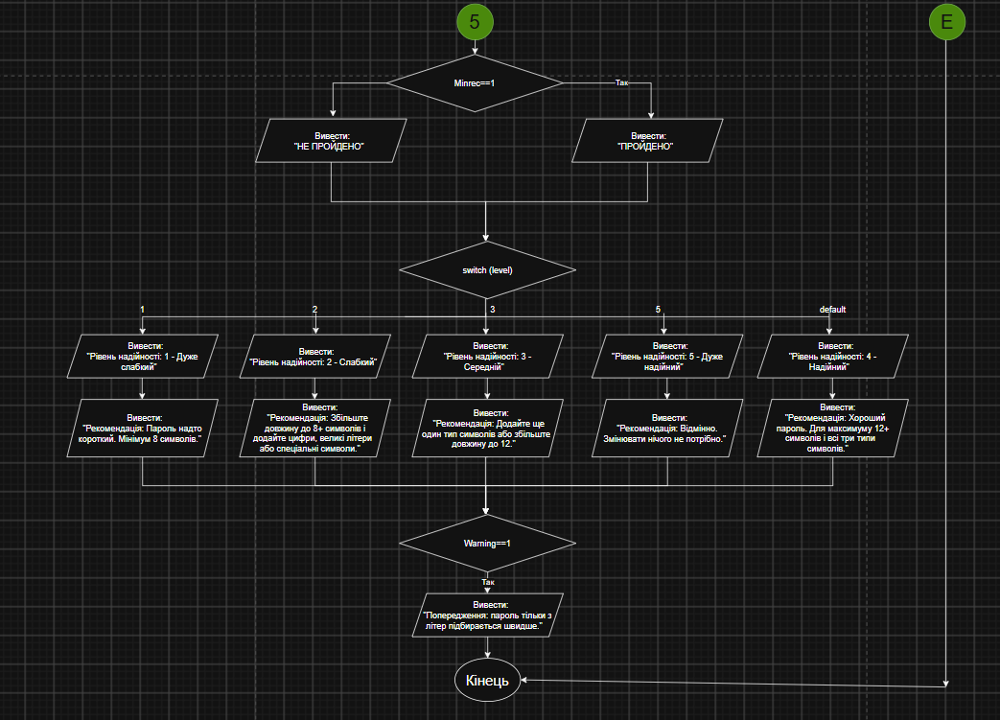 5
E
Minrec==1
Так
Вивести:
"НЕ ПРОЙДЕНО"
Вивести:
"ПРОЙДЕНО"
switch (level)
1
2
3
5
default
Вивести:
"Рівень надійності: 1 - Дуже
слабкий"
Вивести:
"Рівень надійності: 2 - Слабкий"
Вивести:
"Рівень надійності: 3 -
Середній"
Вивести:
"Рівень надійності: 5 - Дуже
надійний"
Вивести:
"Рівень надійності: 4 -
Надійний"
Вивести:
"Рекомендація: Пароль надто
короткий. Мінімум 8 символів."
Вивести:
"Рекомендація: Збільште
довжину до 8+ символів і
додайте цифри, великі літери
або спеціальні символи."
Вивести:
"Рекомендація: Додайте ще
один тип символів або збільште
довжину до 12."
Вивести:
"Рекомендація: Відмінно.
Змінювати нічого не потрібно."
Вивести:
"Рекомендація: Хороший
пароль. Для максимуму 12+
символів і всі три типи
символів."
Warning==1
Так
Вивести:
"Попередження: пароль тільки з
літер підбирається швидше."
Кінець